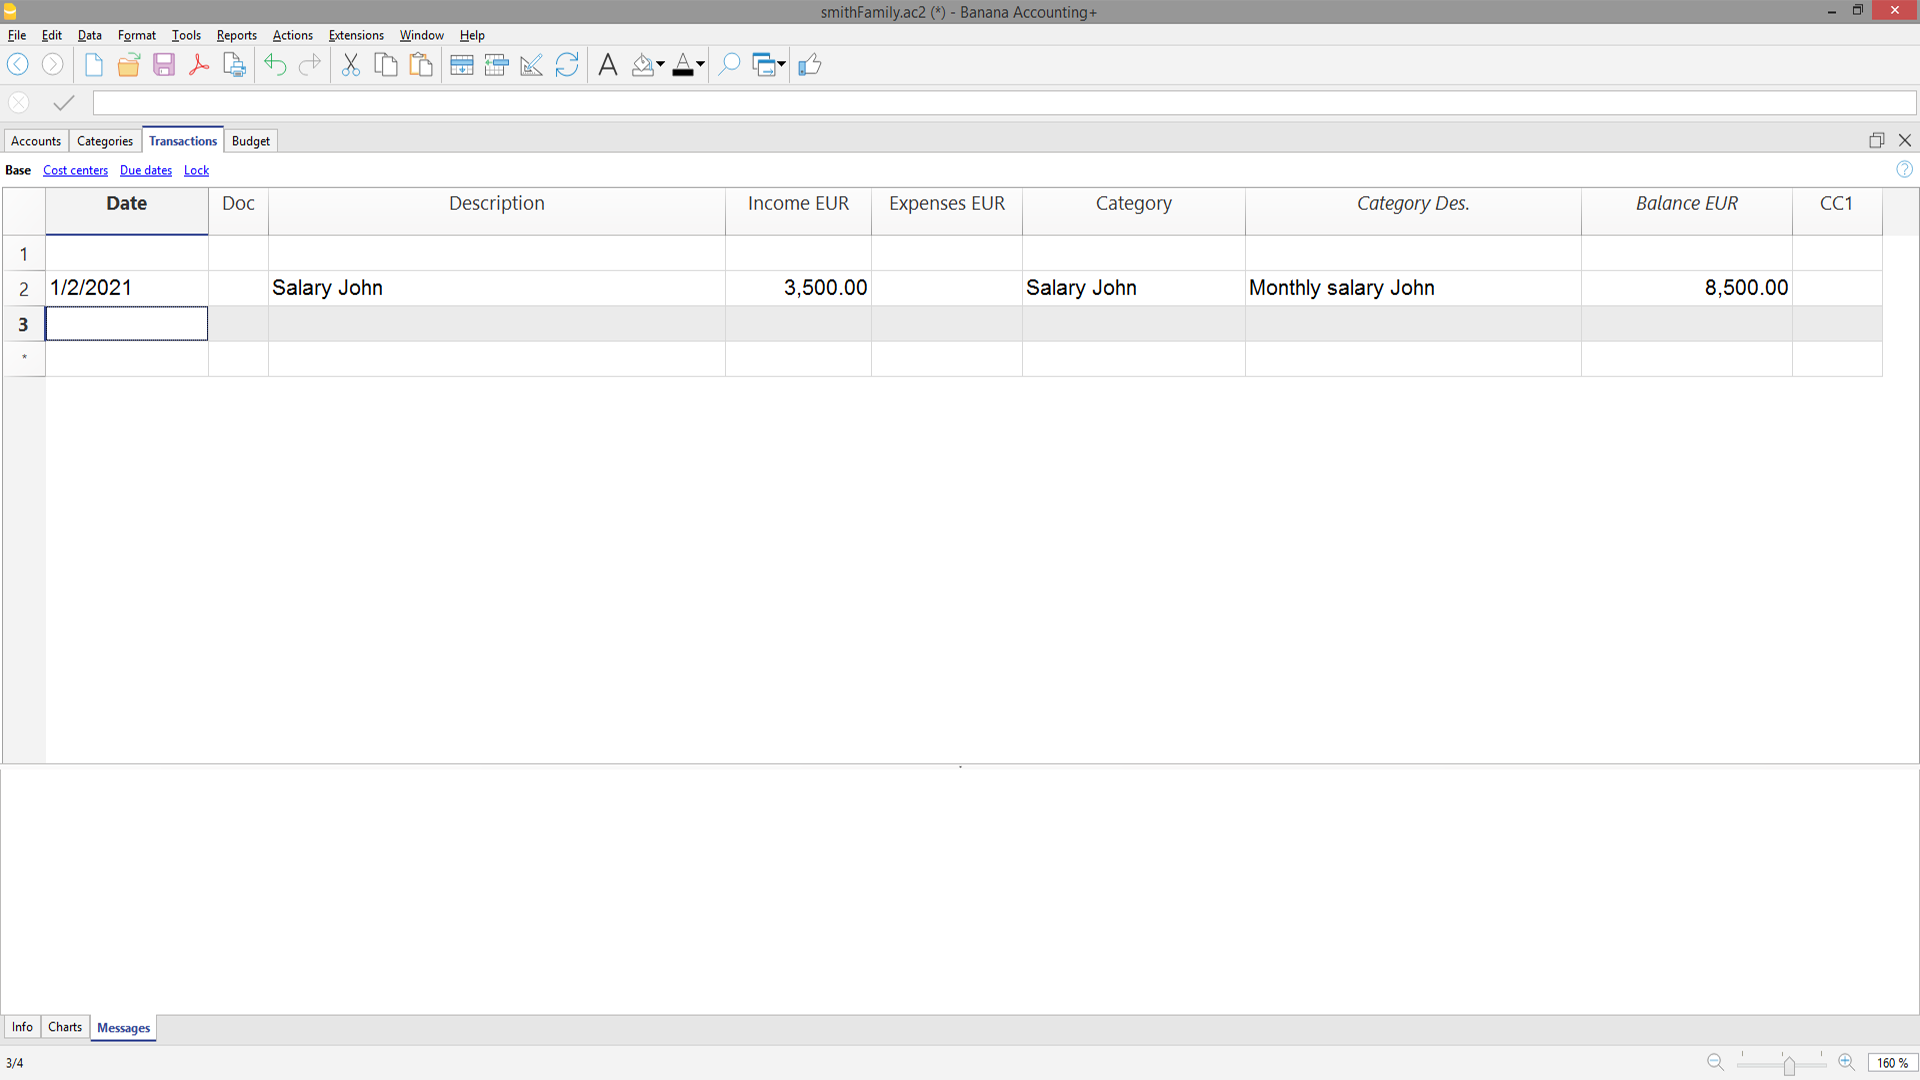 smithFamily.ac2 (*) - Banana Accounting+
File Edit Data Format Tools Reports Actions Extensions Window Help
Accounts Categories Transactions Budget
Base Cost centers Due dates Lock
Date Doc Description Income EUR Expenses EUR Category Category Des. Balance EUR CC1
1
2 1/2/2021 Salary John 3,500.00 Salary John Monthly salary John 8,500.00
3
*
Info Charts Messages
3/4 160 %